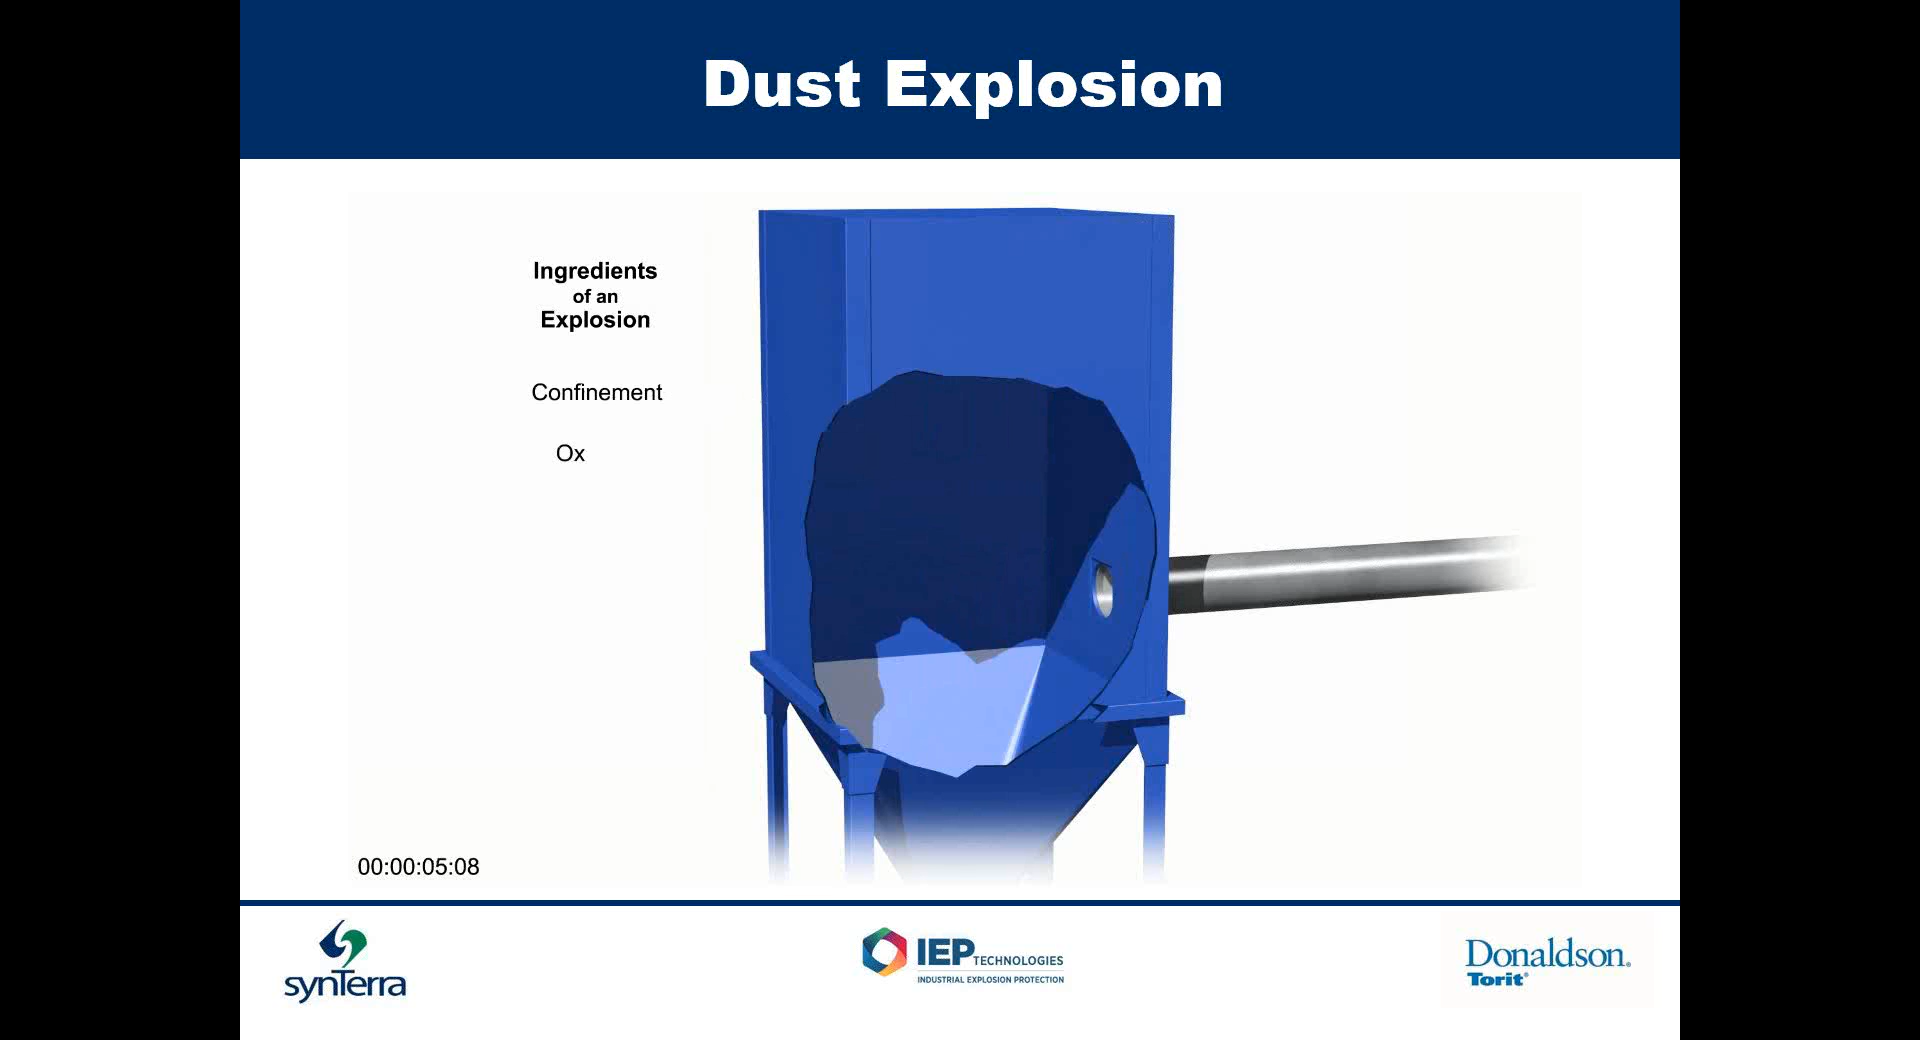 Dust Explosion
Ingredients
of an
Explosion
Confinement
Ox
00:00:05:08
synTerra
IEP TECHNOLOGIES
INDUSTRIAL EXPLOSION PROTECTION
Donaldson®
Torit®